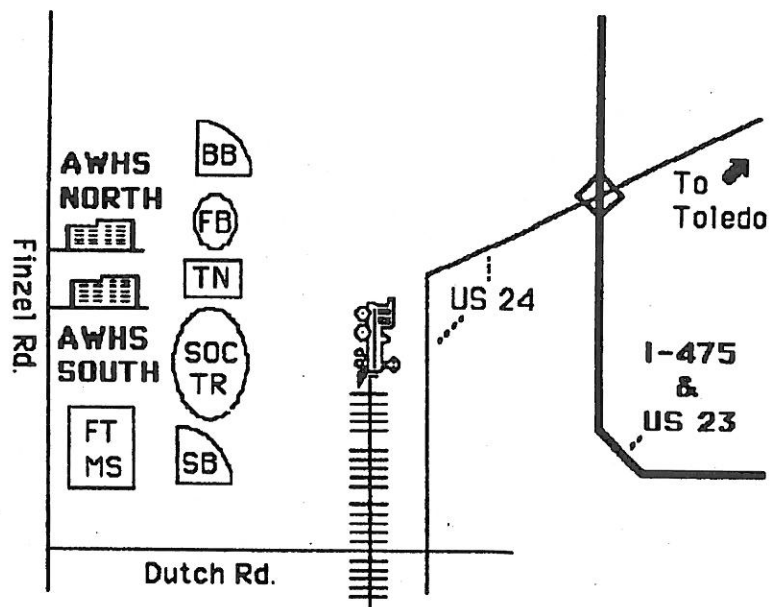 BB
AWHS
NORTH
FB
To
Toledo
Finzel Rd.
TN
US 24
AWHS
SOUTH
SOC
TR
I-475
&
US 23
FT
MS
SB
Dutch Rd.